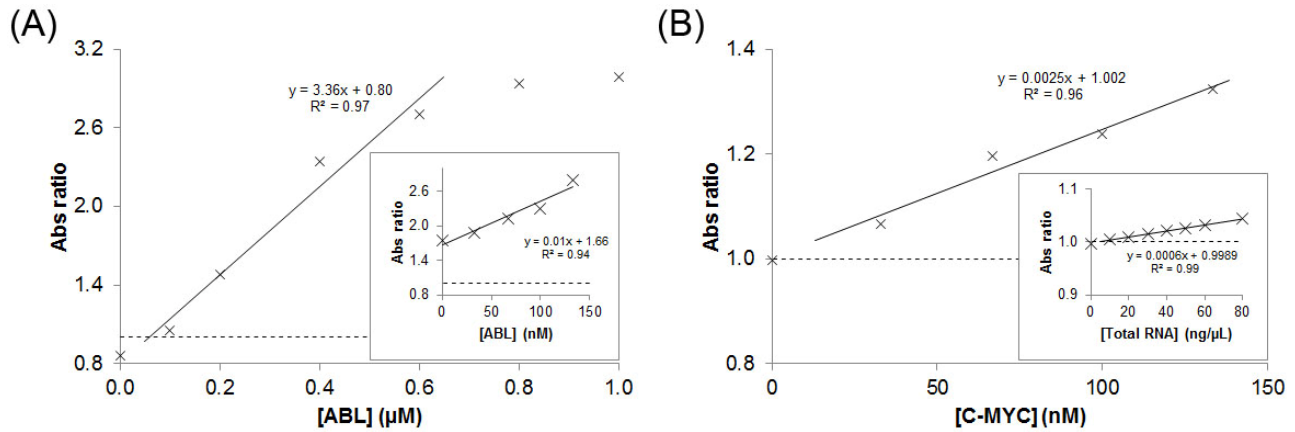 (A)
3.2
2.6
2.0
1.4
0.8
Abs ratio
y = 3.36x + 0.80
R² = 0.97
0.0
0.2
0.4
0.6
0.8
1.0
[ABL] (µM)
2.6
2.0
1.4
0.8
Abs ratio
y = 0.01x + 1.66
R² = 0.94
0
50
100
150
[ABL] (nM)
(B)
1.4
1.2
1.0
0.8
Abs ratio
y = 0.0025x + 1.002
R² = 0.96
0
50
100
150
[C-MYC] (nM)
1.1
1.0
0.9
Abs ratio
y = 0.0006x + 0.9989
R² = 0.99
0
20
40
60
80
[Total RNA] (ng/µL)